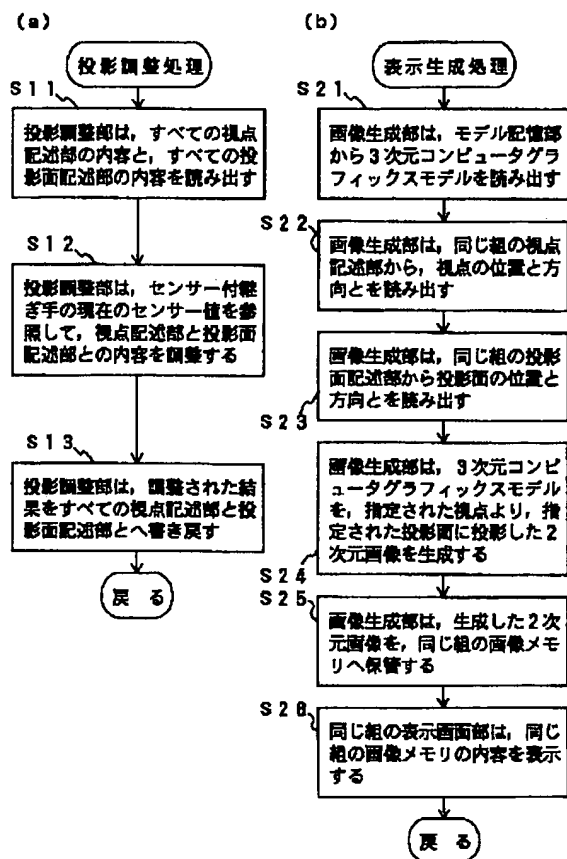 (a)
投影調整処理
S11
投影調整部は,すべての視点
記述部の内容と,すべての投
影面記述部の内容を読み出す
S12
投影調整部は,センサー付継
ぎ手の現在のセンサー値を参
照して,視点記述部と投影面
記述部との内容を調整する
S13
投影調整部は,調整された結
果をすべての視点記述部と投
影面記述部とへ書き戻す
戻る
(b)
表示生成処理
S21
画像生成部は,モデル記憶部
から3次元コンピュータグラ
フィックスモデルを読み出す
S22
画像生成部は,同じ組の視点
記述部から,視点の位置と方
向とを読み出す
画像生成部は,同じ組の投影
面記述部から投影面の位置と
方向とを読み出す
S23
画像生成部は,3次元コンピ
ュータグラフィックスモデル
を,指定された視点より,指
定された投影面に投影した2
次元画像を生成する
S24
S25
画像生成部は,生成した2次
元画像を,同じ組の画像メモ
リへ保管する
S26
同じ組の表示画面部は,同じ
組の画像メモリの内容を表示
する
戻る